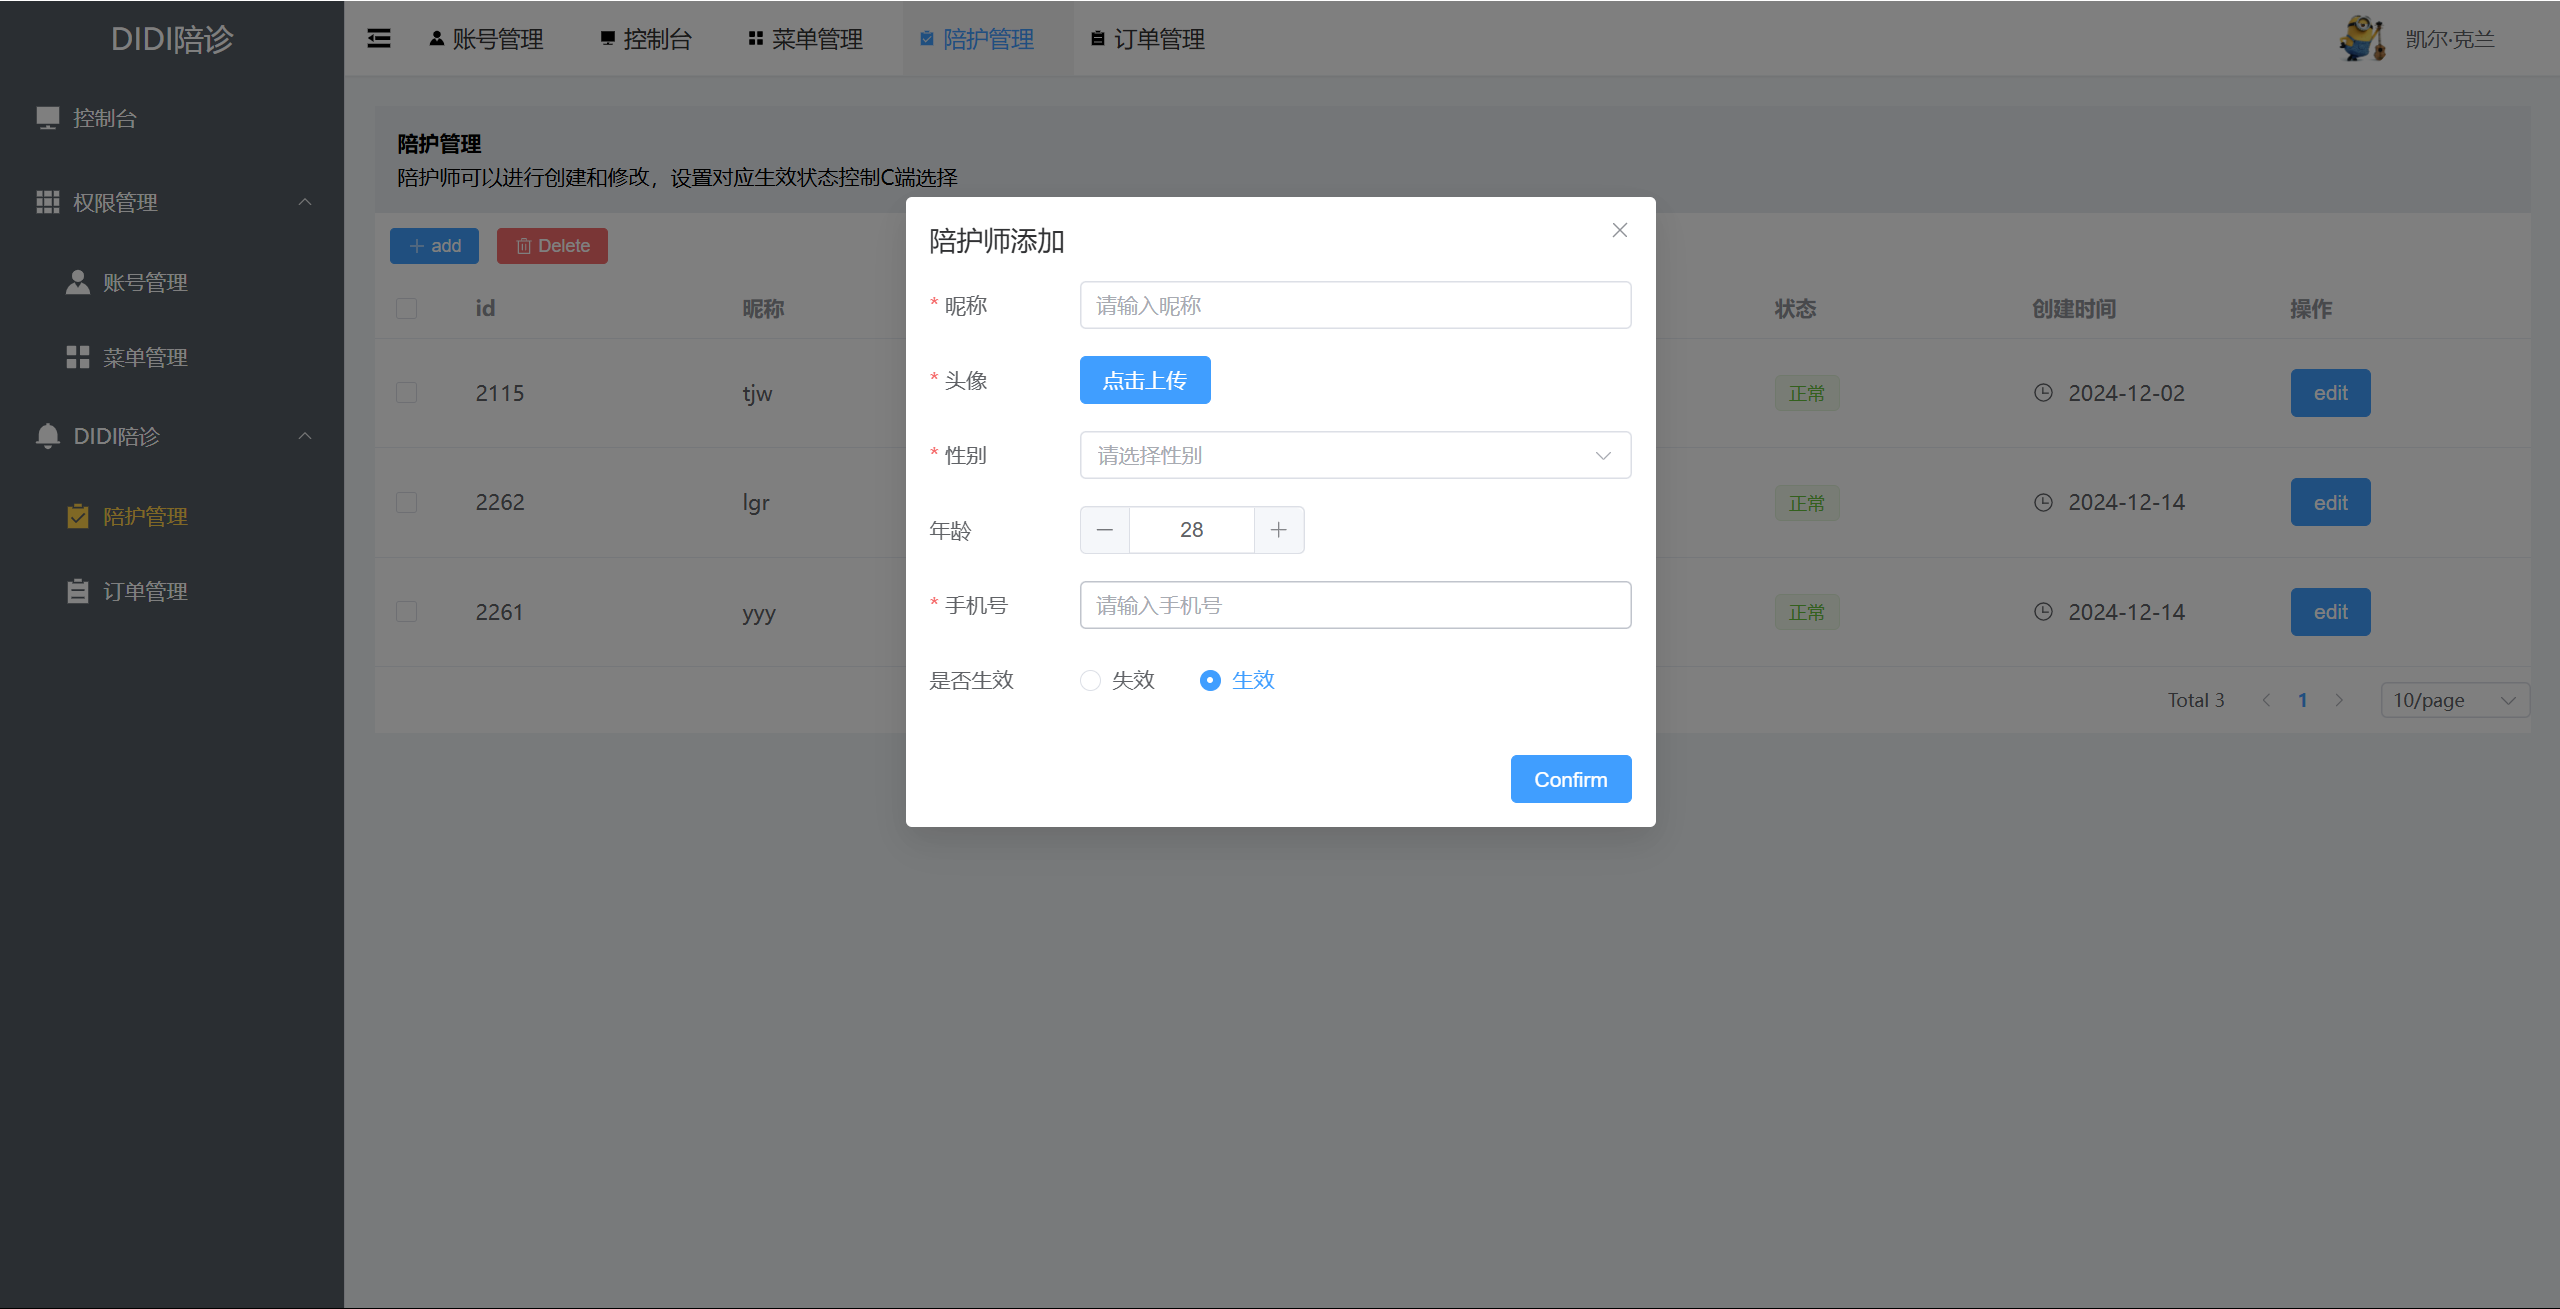 DIDI陪诊
控制台
权限管理
账号管理
菜单管理
DIDI陪诊
陪护管理
订单管理
账号管理 控制台 菜单管理 陪护管理 订单管理 凯尔·克兰
陪护管理
陪护师可以进行创建和修改，设置对应生效状态控制C端选择
add Delete
id 昵称 状态 创建时间 操作
2115 tjw 正常 2024-12-02 edit
2262 lgr 正常 2024-12-14 edit
2261 yyy 正常 2024-12-14 edit
Total 3 1 10/page
陪护师添加
* 昵称 请输入昵称
* 头像 点击上传
* 性别 请选择性别
年龄 28
* 手机号 请输入手机号
是否生效 失效 生效
Confirm